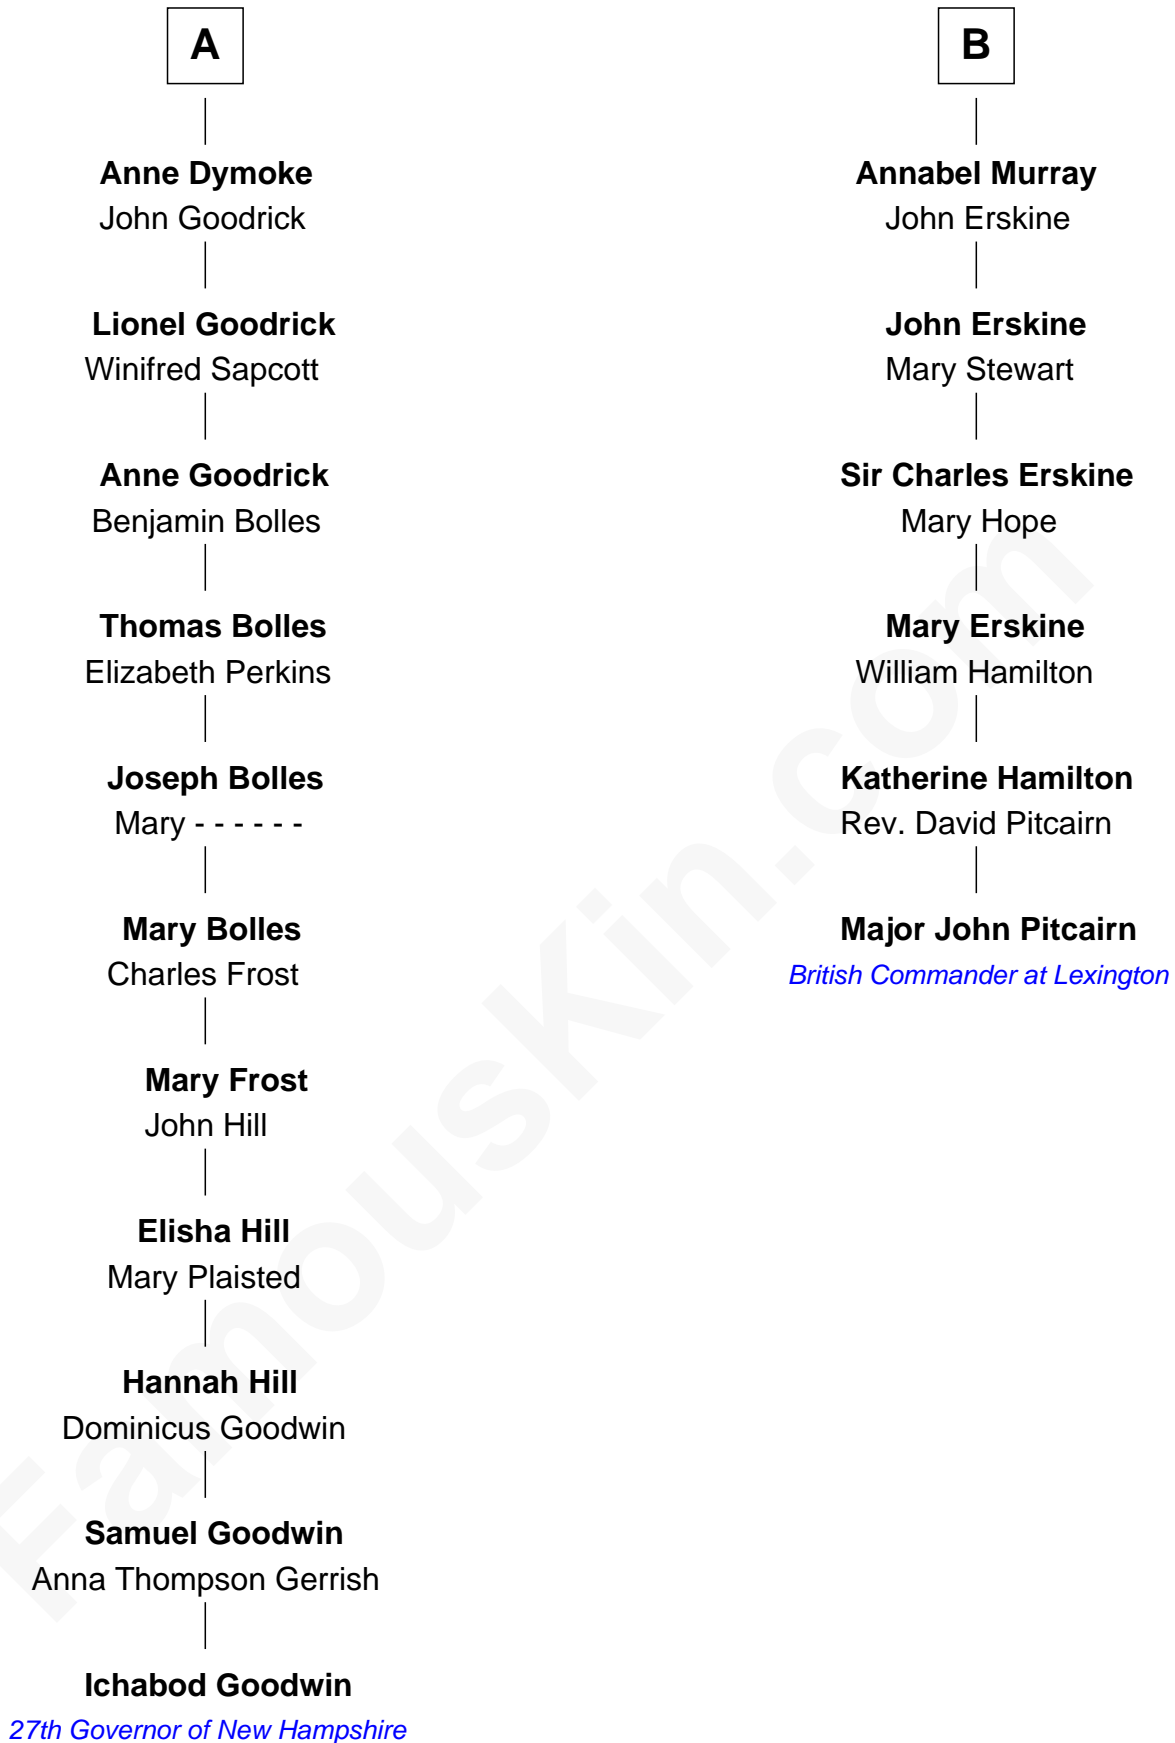 A
Anne Dymoke
John Goodrick
Lionel Goodrick
Winifred Sapcott
Anne Goodrick
Benjamin Bolles
Thomas Bolles
Elizabeth Perkins
Joseph Bolles
Mary - - - - - -
Mary Bolles
Charles Frost
Mary Frost
John Hill
Elisha Hill
Mary Plaisted
Hannah Hill
Dominicus Goodwin
Samuel Goodwin
Anna Thompson Gerrish
Ichabod Goodwin
27th Governor of New Hampshire
B
Annabel Murray
John Erskine
John Erskine
Mary Stewart
Sir Charles Erskine
Mary Hope
Mary Erskine
William Hamilton
Katherine Hamilton
Rev. David Pitcairn
Major John Pitcairn
British Commander at Lexington
FamousKin.com